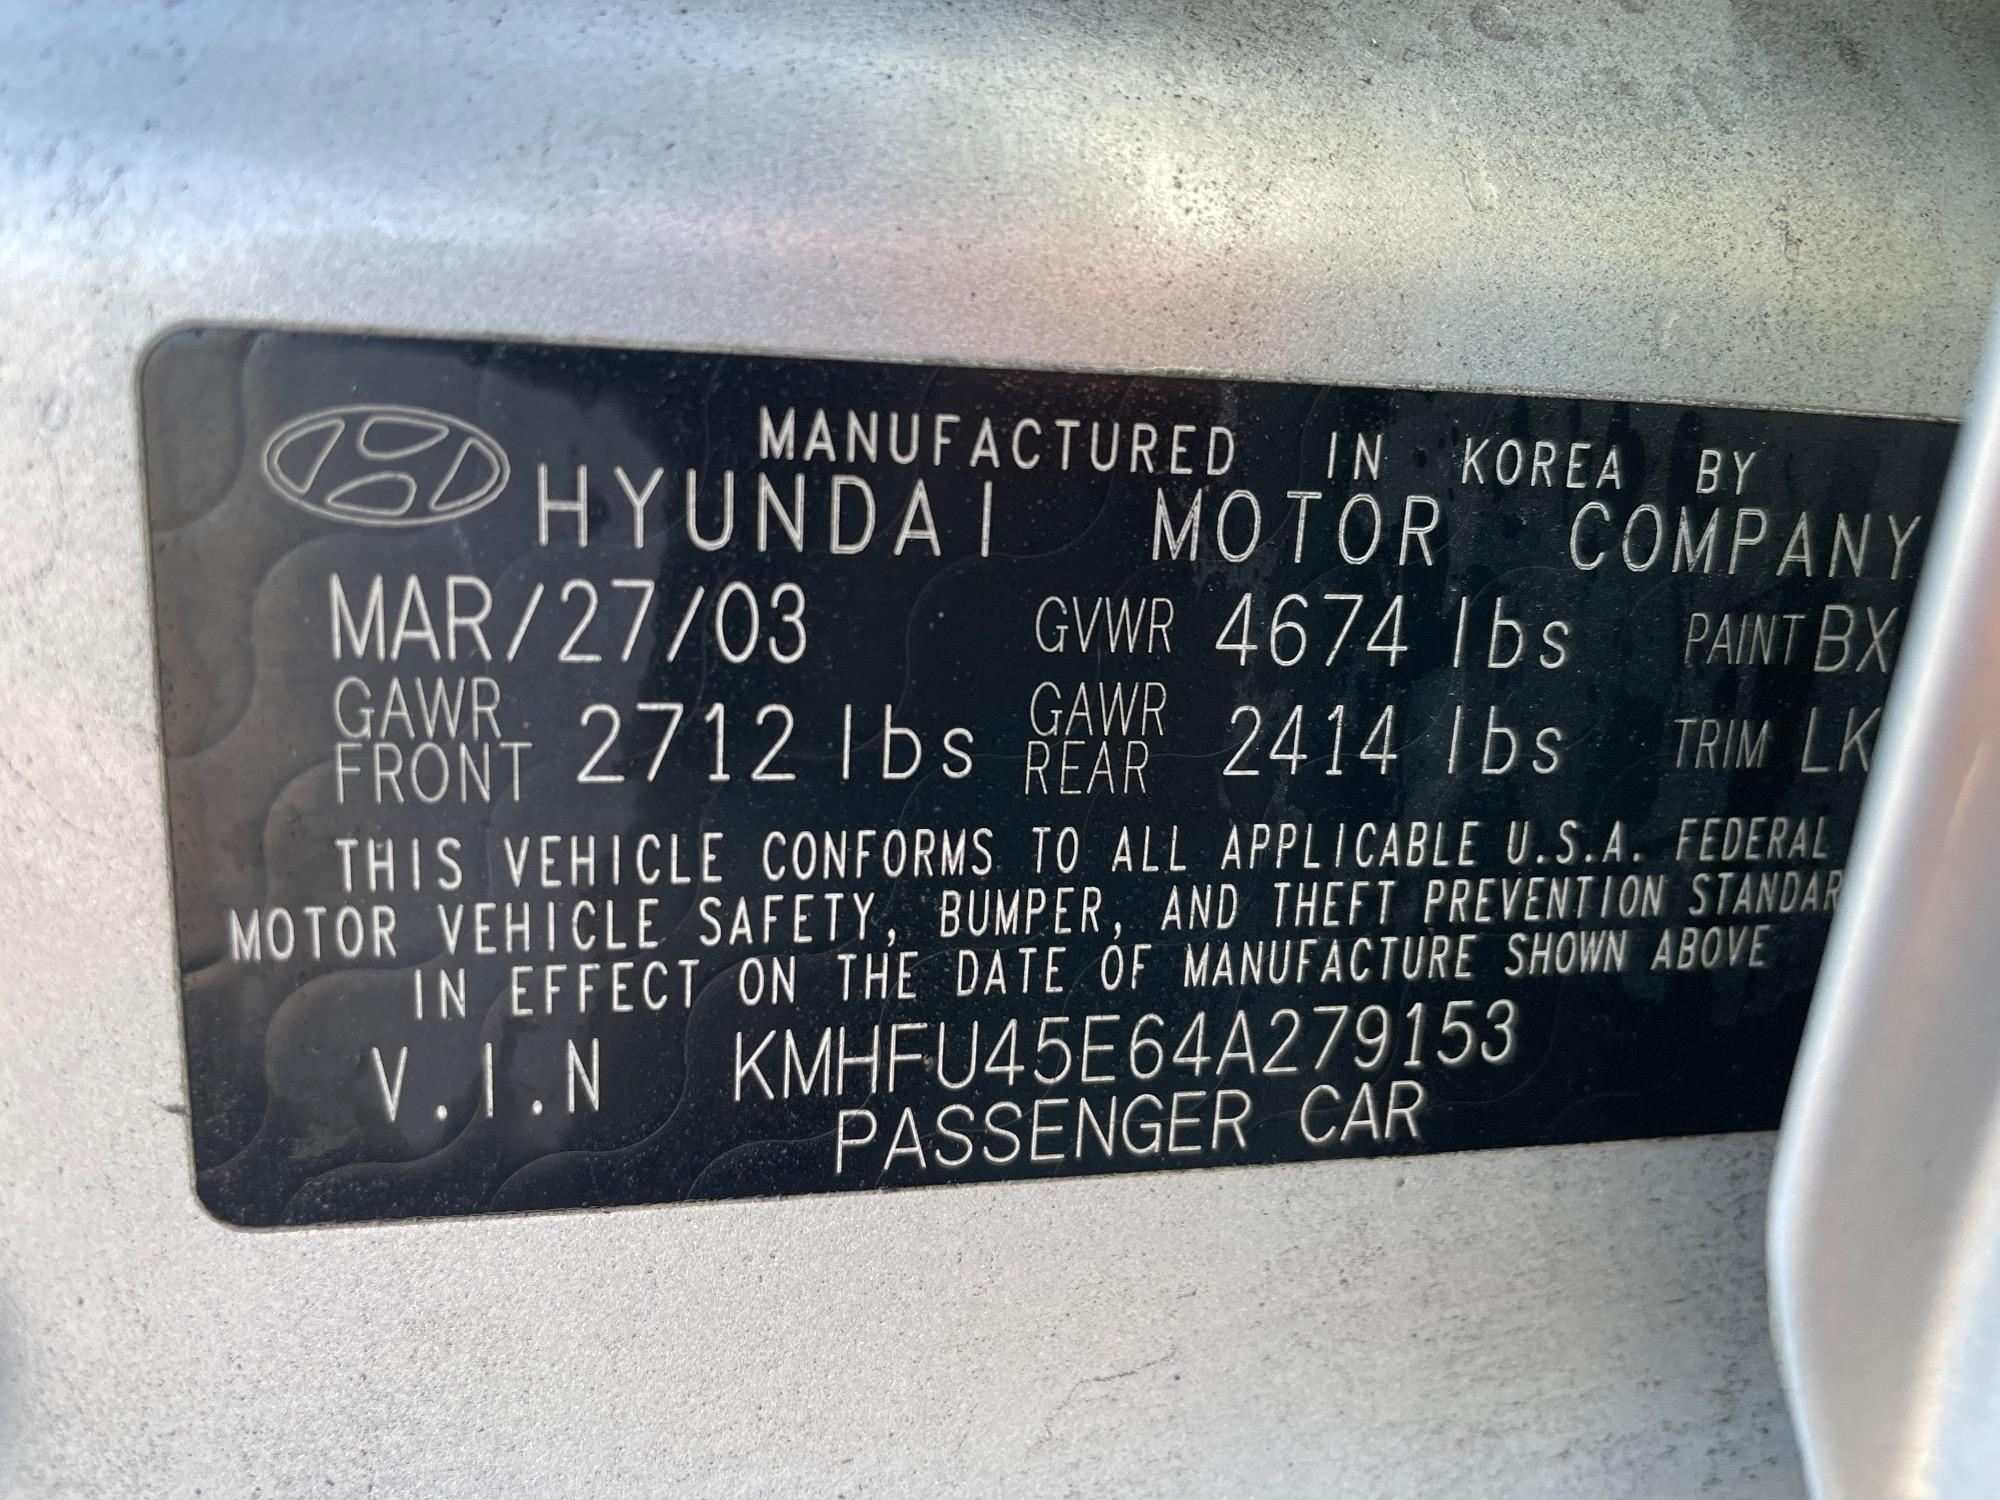 MANUFACTURED IN KOREA BY
HYUNDAI MOTOR COMPANY
MAR/27/03 GVWR 4674 lbs PAINT BX
GAWR FRONT 2712 lbs GAWR REAR 2414 lbs TRIM LK
THIS VEHICLE CONFORMS TO ALL APPLICABLE U.S.A. FEDERAL
MOTOR VEHICLE SAFETY, BUMPER, AND THEFT PREVENTION STANDAR
IN EFFECT ON THE DATE OF MANUFACTURE SHOWN ABOVE
V.I.N KMHFU45E64A279153
PASSENGER CAR